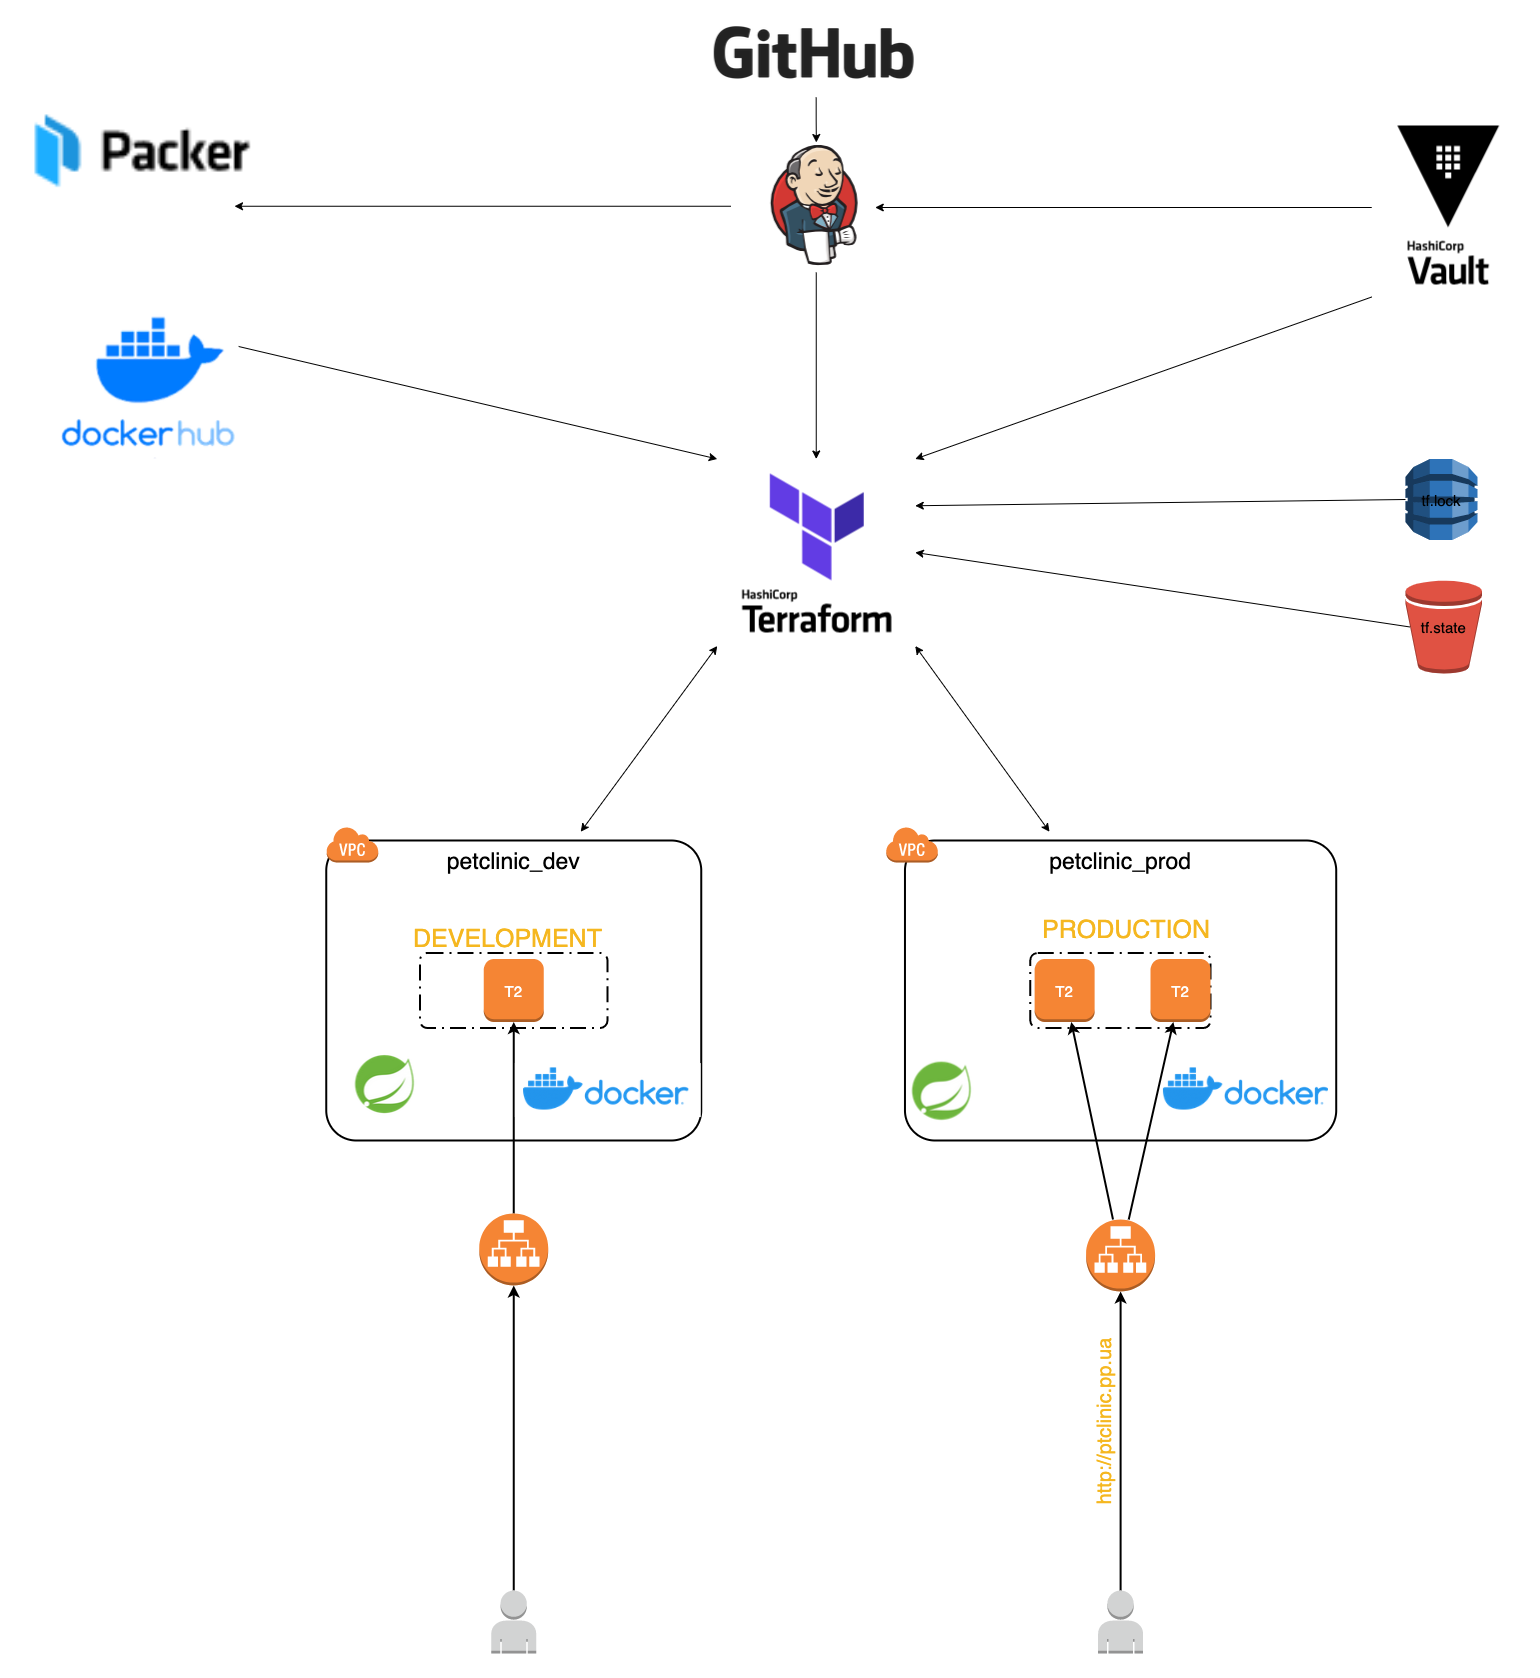 GitHub
Packer
HashiCorp
Vault
docker hub
tf.lock
HashiCorp
Terraform
tf.state
VPC
petclinic_dev
VPC
petclinic_prod
DEVELOPMENT
PRODUCTION
T2
T2
T2
docker
docker
http://ptclinic.pp.ua